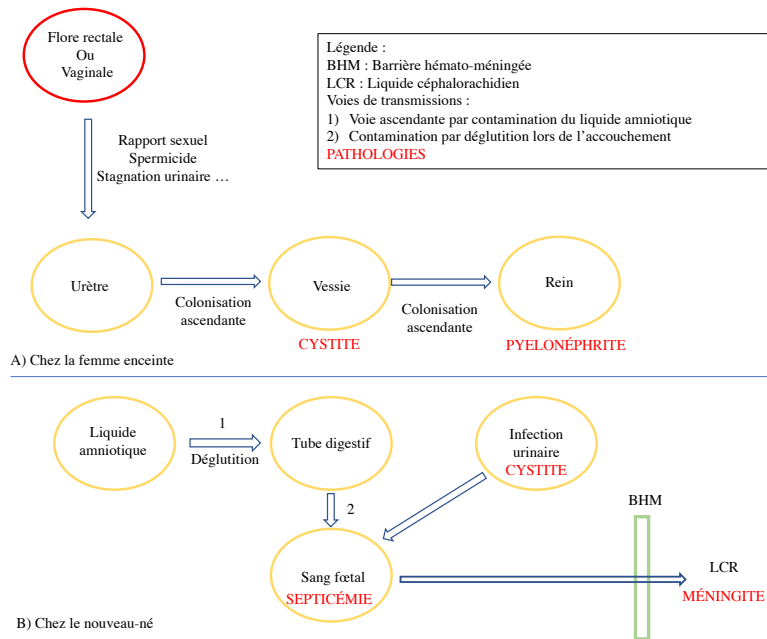 Flore rectale
Ou
Vaginale
Légende :
BHM : Barrière hémato-méningée
LCR : Liquide céphalorachidien
Voies de transmissions :
1) Voie ascendante par contamination du liquide amniotique
2) Contamination par déglutition lors de l'accouchement
PATHOLOGIES
Rapport sexuel
Spermicide
Stagnation urinaire ...
Urètre
Colonisation
ascendante
Vessie
CYSTITE
Colonisation
ascendante
Rein
PYELONÉPHRITE
A) Chez la femme enceinte
Liquide
amniotique
1
Déglutition
Tube digestif
2
Infection
urinaire
CYSTITE
Sang fœtal
SEPTICÉMIE
BHM
LCR
MÉNINGITE
B) Chez le nouveau-né